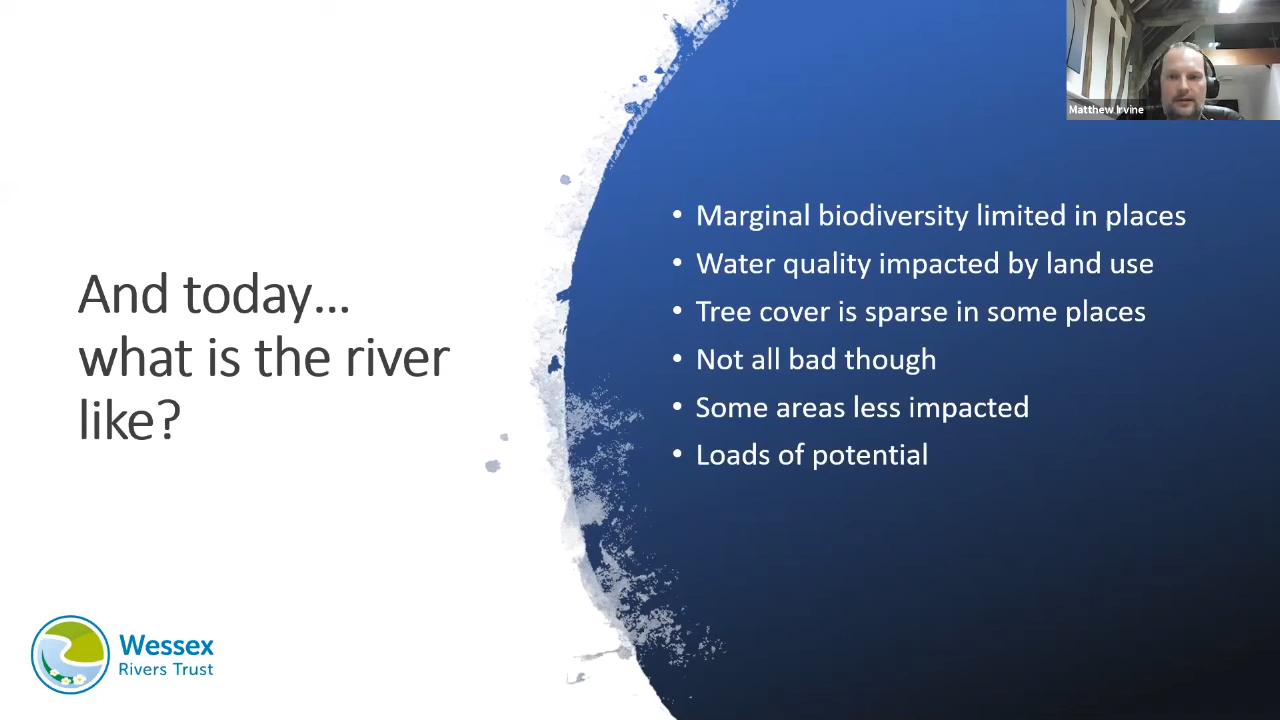 Matthew Irvine
And today…
what is the river
like?
• Marginal biodiversity limited in places
• Water quality impacted by land use
• Tree cover is sparse in some places
• Not all bad though
• Some areas less impacted
• Loads of potential
Wessex
Rivers Trust